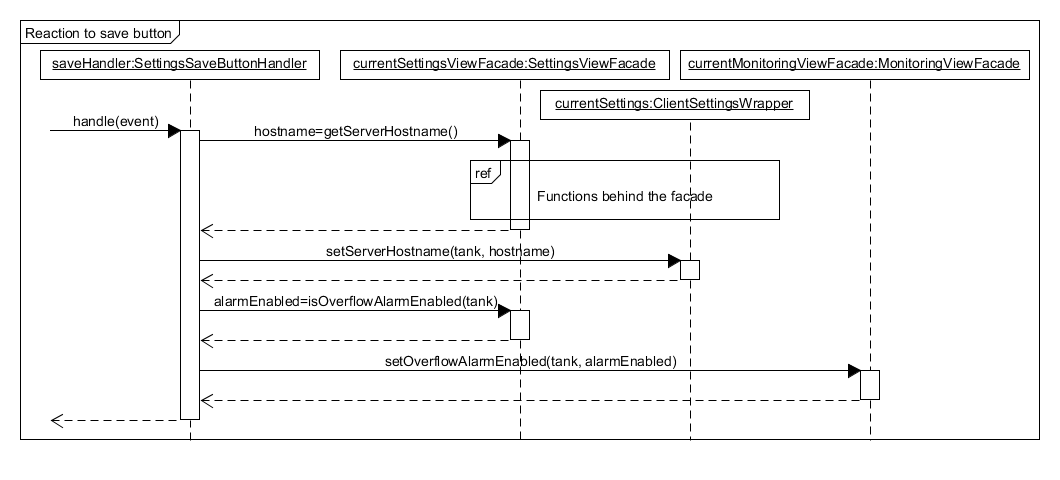 Reaction to save button
saveHandler:SettingsSaveButtonHandler
currentSettingsViewFacade:SettingsViewFacade
currentMonitoringViewFacade:MonitoringViewFacade
currentSettings:ClientSettingsWrapper
handle(event)
hostname=getServerHostname()
ref
Functions behind the facade
setServerHostname(tank, hostname)
alarmEnabled=isOverflowAlarmEnabled(tank)
setOverflowAlarmEnabled(tank, alarmEnabled)